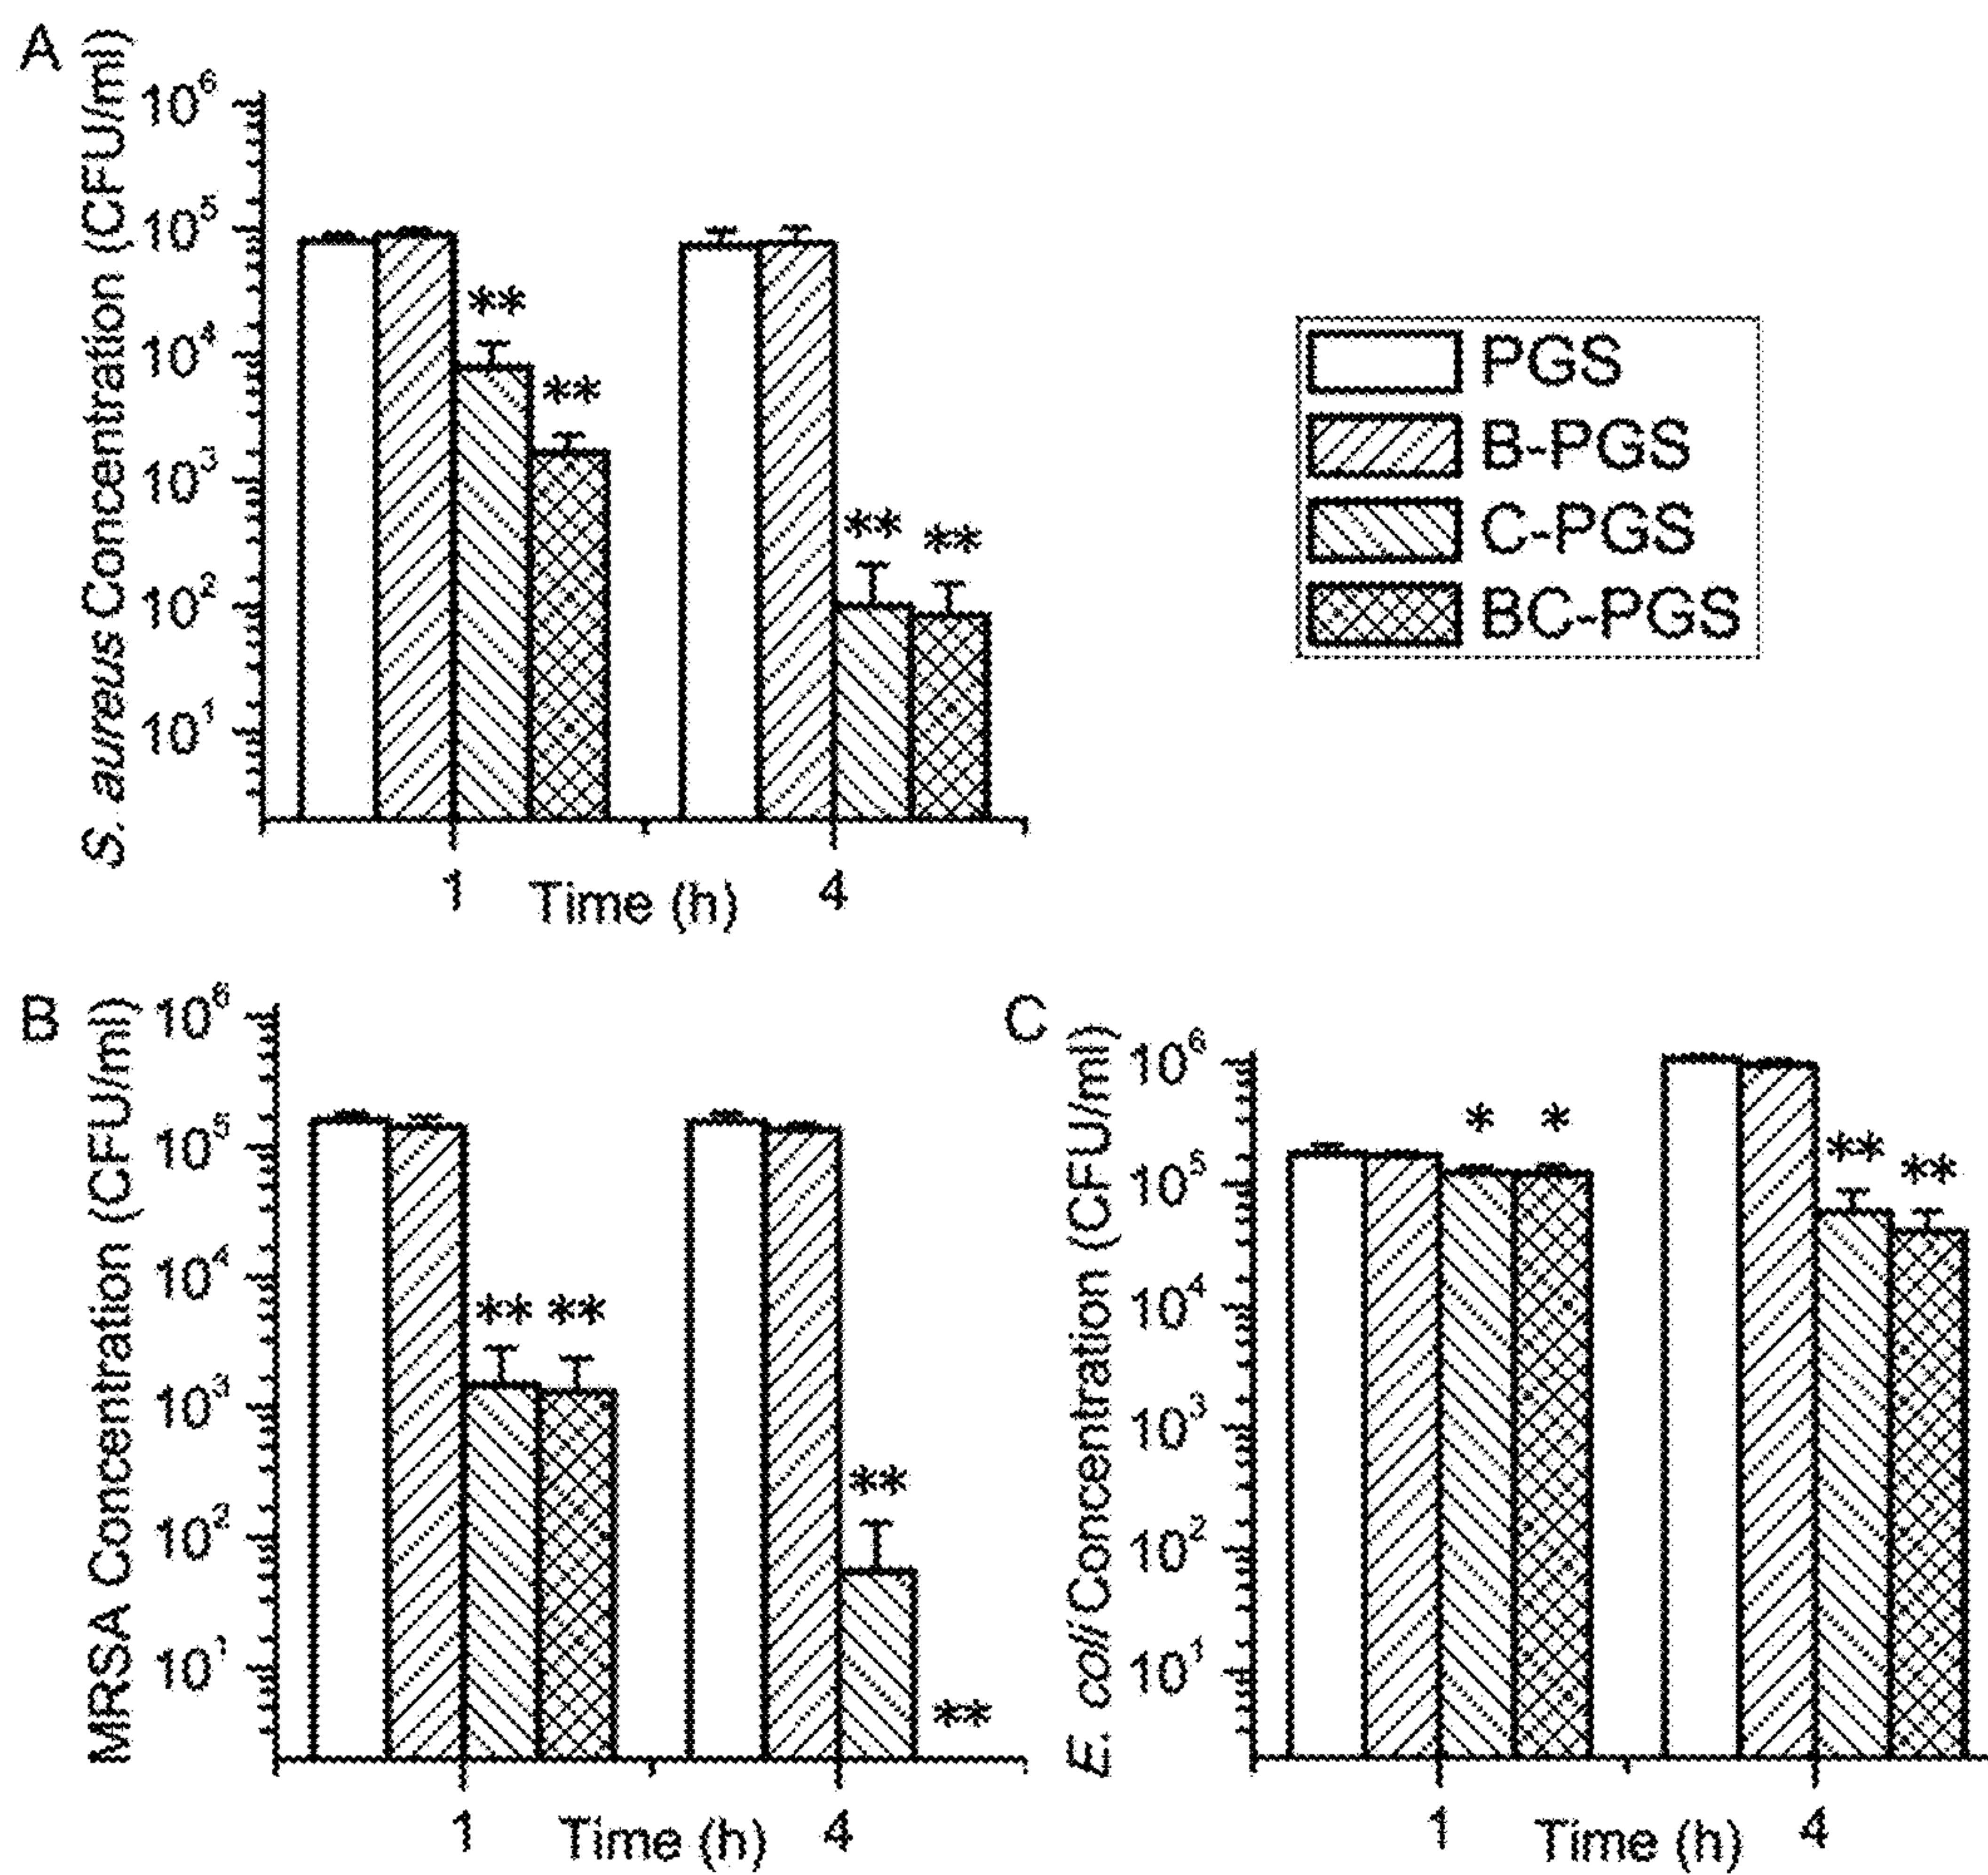 A
S. aureus Concentration (CFU/ml)
10⁶
10⁵
10⁴
10³
10²
10¹
**
**
**
**
1 Time (h) 4
PGS
B-PGS
C-PGS
BC-PGS
B
MRSA Concentration (CFU/ml)
10⁶
10⁵
10⁴
10³
10²
10¹
** **
**
**
1 Time (h) 4
C
E. coli Concentration (CFU/ml)
10⁶
10⁵
10⁴
10³
10²
10¹
* *
**
**
1 Time (h) 4